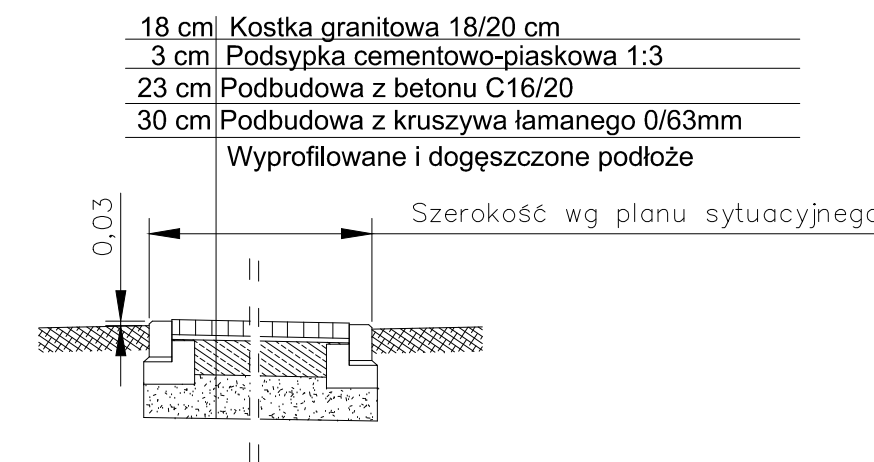 18 cm Kostka granitowa 18/20 cm
3 cm Podsypka cementowo-piaskowa 1:3
23 cm Podbudowa z betonu C16/20
30 cm Podbudowa z kruszywa łamanego 0/63mm
Wyprofilowane i dogęszczone podłoże
0,03
Szerokość wg planu sytuacyjnego